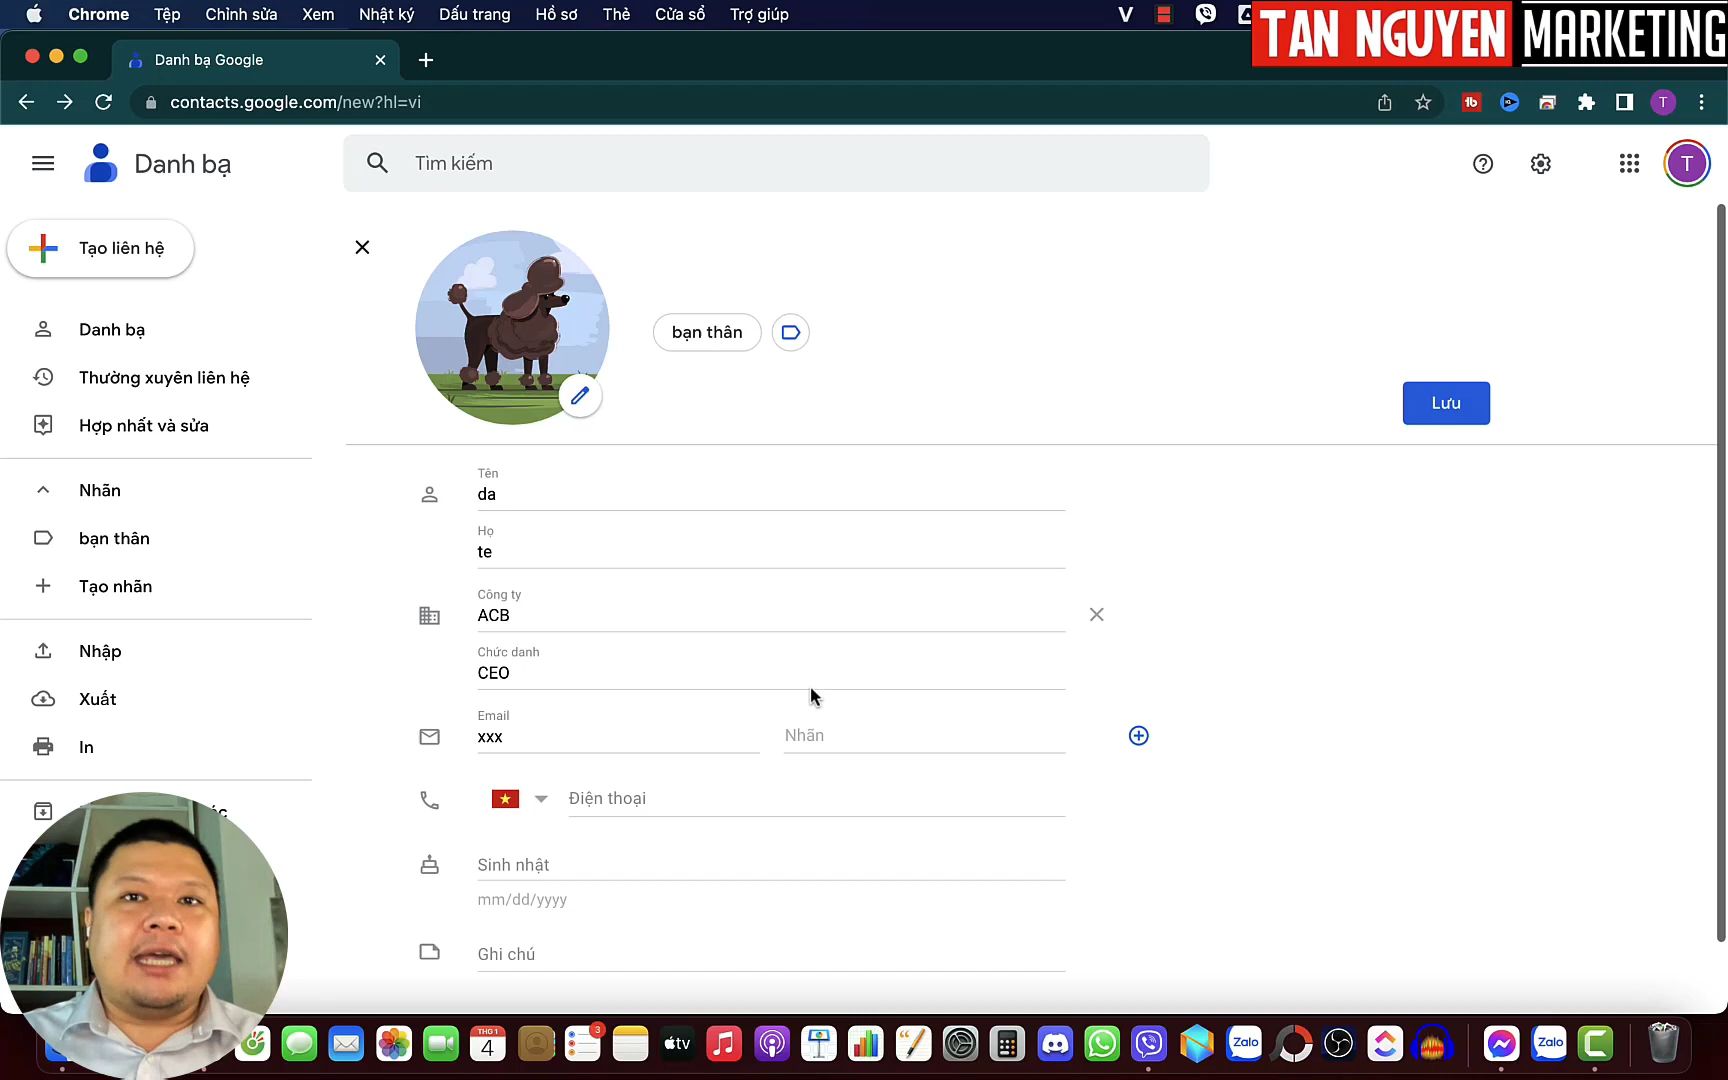 Chrome Tệp Chỉnh sửa Xem Nhật ký Dấu trang Hồ sơ Thẻ Cửa sổ Trợ giúp
TAN NGUYEN MARKETING
Danh bạ Google
contacts.google.com/new?hl=vi
T
Danh bạ
Tìm kiếm
T
Tạo liên hệ
Danh bạ
Thường xuyên liên hệ
Hợp nhất và sửa
Nhãn
bạn thân
Tạo nhãn
Nhập
Xuất
In
bạn thân
Lưu
Tên
da
Họ
te
Công ty
ACB
Chức danh
CEO
Email
xxx
Nhãn
Điện thoại
Sinh nhật
mm/dd/yyyy
Ghi chú
THG 1
4
3
tv
Zalo
Zalo